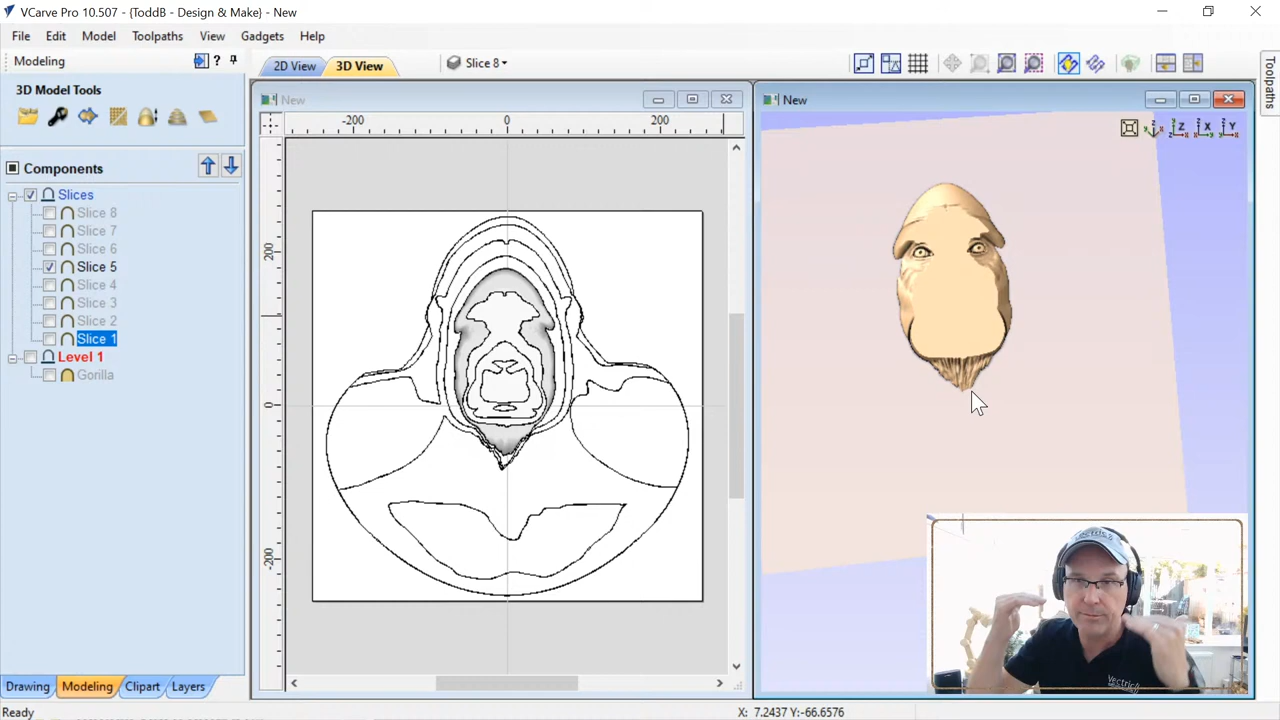 VCarve Pro 10.507 - {ToddB - Design & Make} - New
File Edit Model Toolpaths View Gadgets Help
Modeling ?
3D Model Tools
Components
Slices
Slice 8
Slice 7
Slice 6
Slice 5
Slice 4
Slice 3
Slice 2
Slice 1
Level 1
Gorilla
Drawing Modeling Clipart Layers
Ready
2D View 3D View Slice 8
New
-200 0 200
200
0
-200
New
Z X Y
Toolpaths
Vectric
X: 7.2437 Y:-66.6576